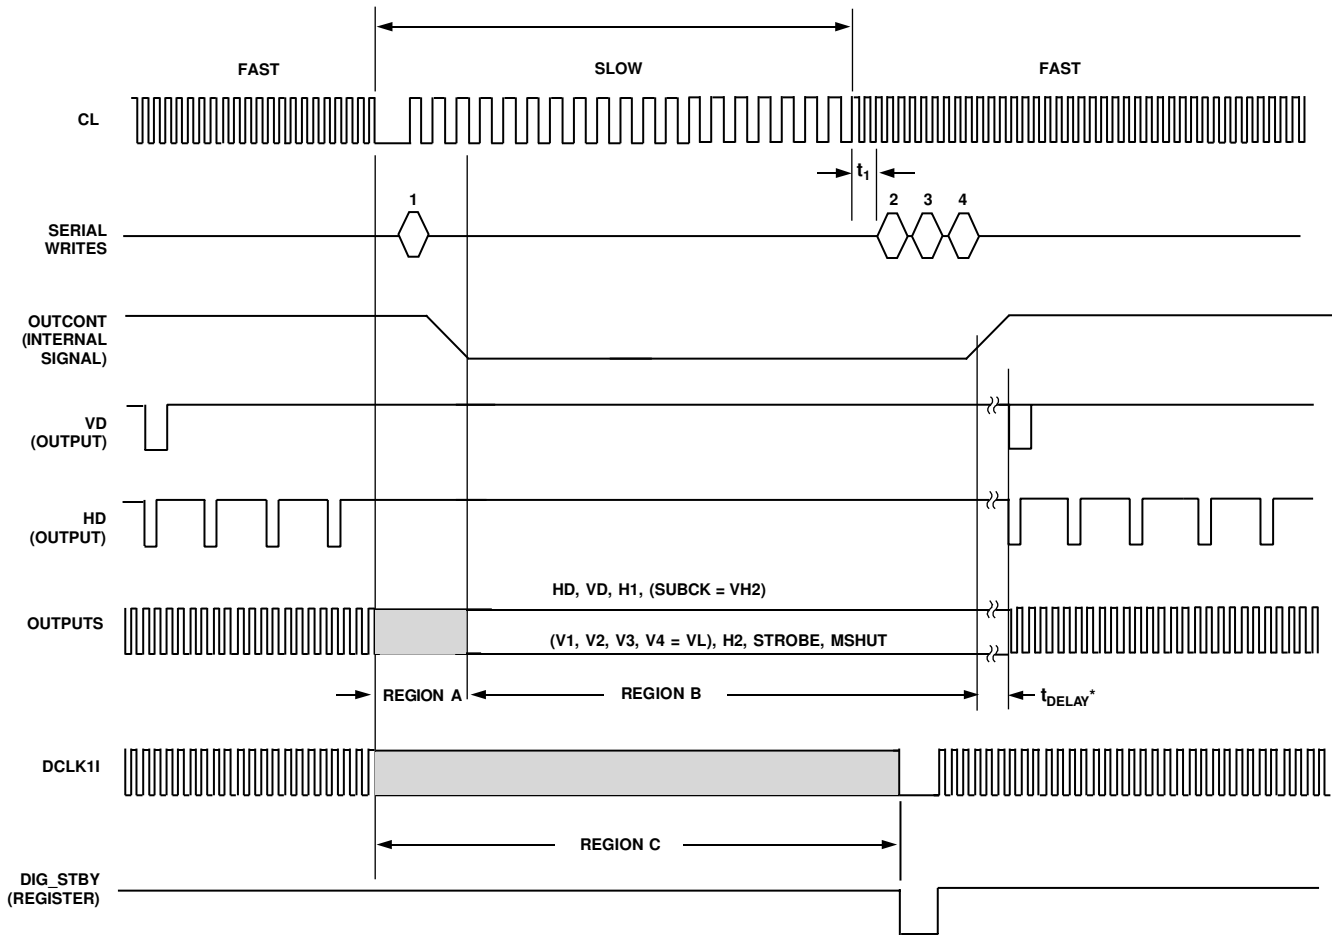 FAST
SLOW
FAST
CL
t1
1
2
3
4
SERIAL
WRITES
OUTCONT
(INTERNAL
SIGNAL)
VD
(OUTPUT)
HD
(OUTPUT)
HD, VD, H1, (SUBCK = VH2)
OUTPUTS
(V1, V2, V3, V4 = VL), H2, STROBE, MSHUT
REGION A
REGION B
tDELAY*
DCLK1I
REGION C
DIG_STBY
(REGISTER)